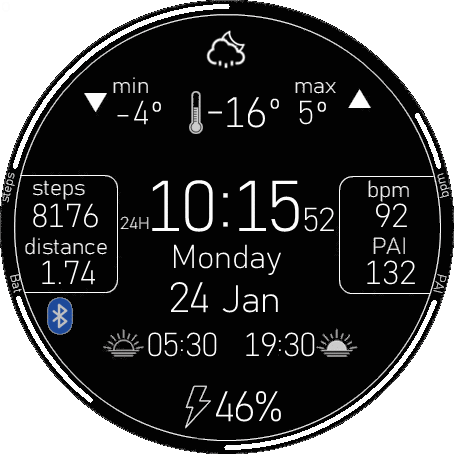 min
max
-4°
-16°
5°
steps
bpm
steps
8176
distance
1.74
24H
10:15
52
bpm
92
PAI
132
Monday
24 Jan
Bat
PAI
05:30
19:30
46%